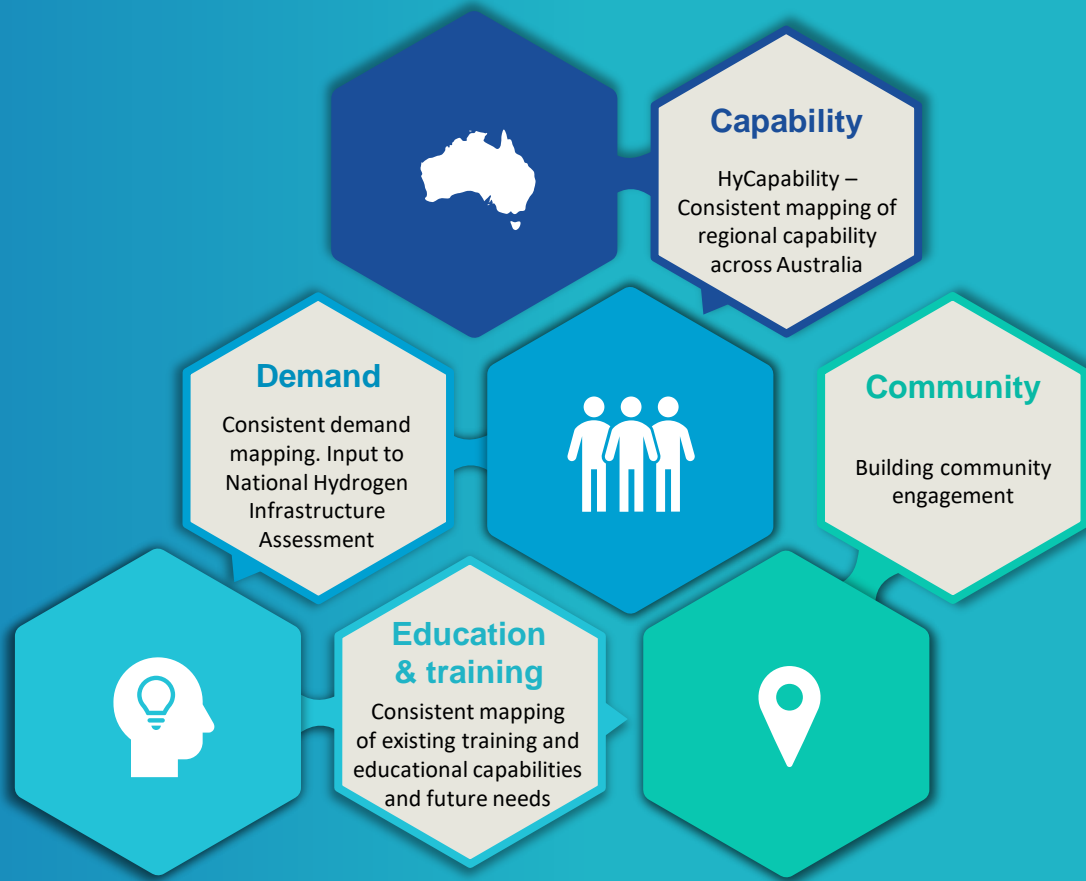 Capability
HyCapability –
Consistent mapping of
regional capability
across Australia
Demand
Consistent demand
mapping. Input to
National Hydrogen
Infrastructure
Assessment
Community
Building community
engagement
Education
& training
Consistent mapping
of existing training and
educational capabilities
and future needs